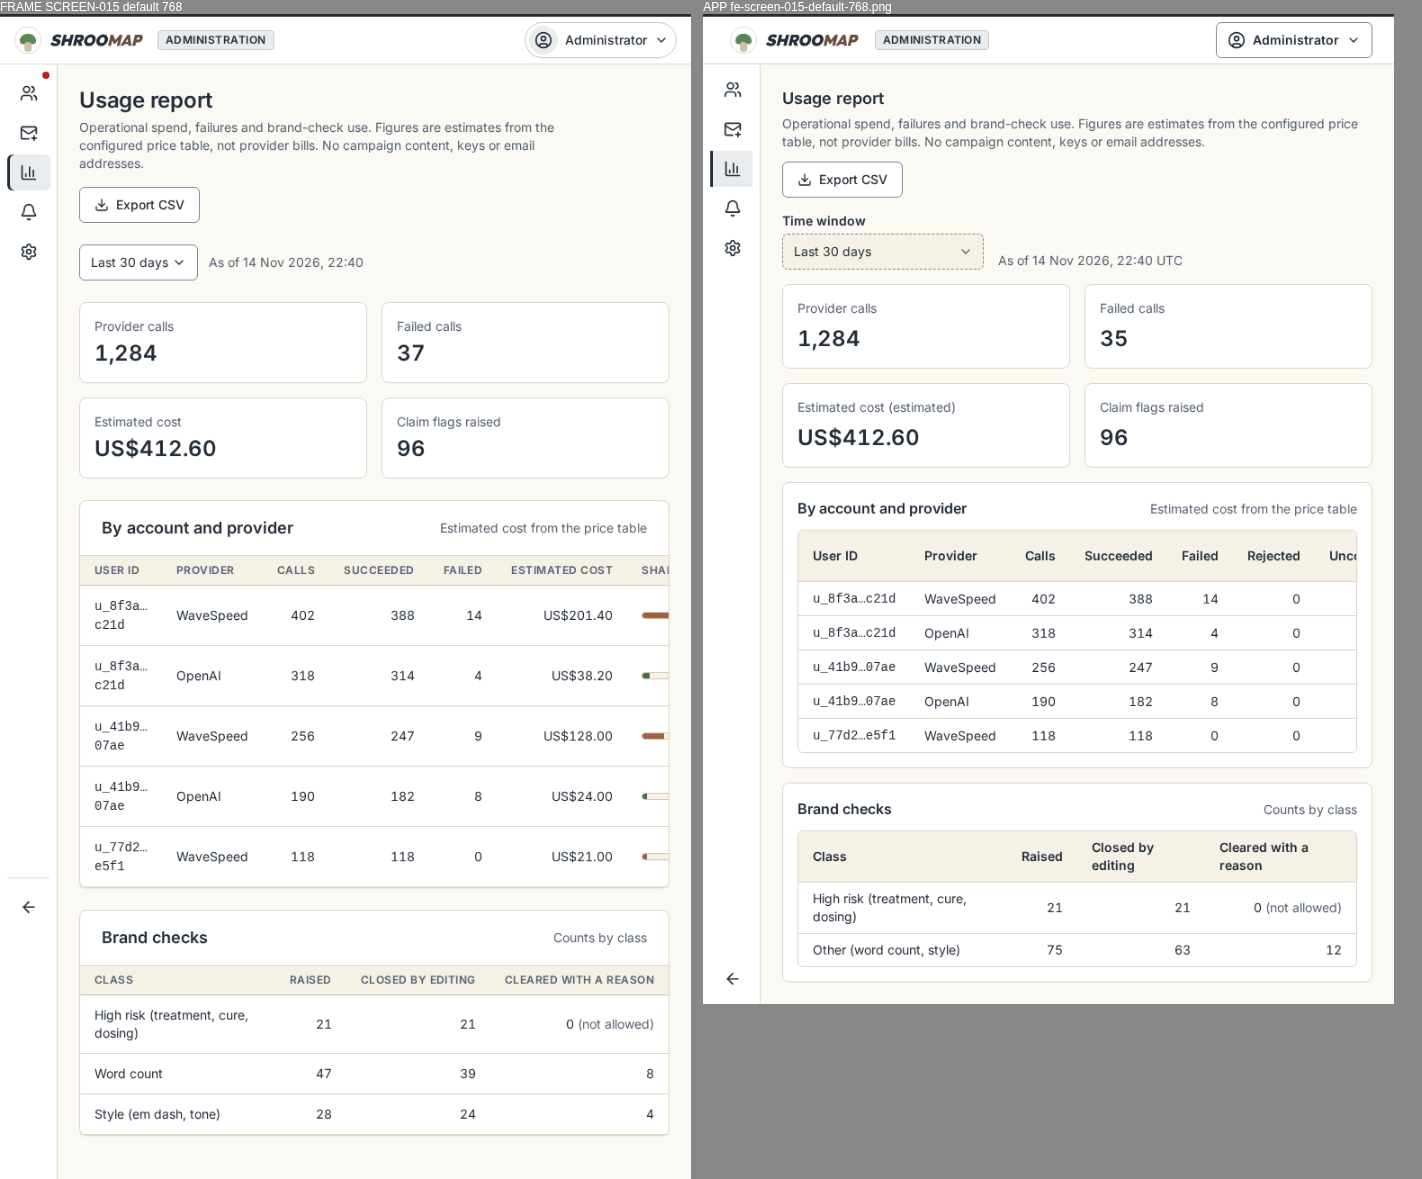 FRAME SCREEN-015 default 768
SHROOMAP ADMINISTRATION Administrator
Usage report
Operational spend, failures and brand-check use. Figures are estimates from the
configured price table, not provider bills. No campaign content, keys or email
addresses.
Export CSV
Last 30 days As of 14 Nov 2026, 22:40
Provider calls Failed calls
1,284 37
Estimated cost Claim flags raised
US$412.60 96
By account and provider Estimated cost from the price table
USER ID PROVIDER CALLS SUCCEEDED FAILED ESTIMATED COST SHA
u_8f3a…
c21d WaveSpeed 402 388 14 US$201.40
u_8f3a…
c21d OpenAI 318 314 4 US$38.20
u_41b9…
07ae WaveSpeed 256 247 9 US$128.00
u_41b9…
07ae OpenAI 190 182 8 US$24.00
u_77d2…
e5f1 WaveSpeed 118 118 0 US$21.00
Brand checks Counts by class
CLASS RAISED CLOSED BY EDITING CLEARED WITH A REASON
High risk (treatment, cure,
dosing) 21 21 0 (not allowed)
Word count 47 39 8
Style (em dash, tone) 28 24 4
APP fe-screen-015-default-768.png
SHROOMAP ADMINISTRATION Administrator
Usage report
Operational spend, failures and brand-check use. Figures are estimates from the configured price
table, not provider bills. No campaign content, keys or email addresses.
Export CSV
Time window
Last 30 days As of 14 Nov 2026, 22:40 UTC
Provider calls Failed calls
1,284 35
Estimated cost (estimated) Claim flags raised
US$412.60 96
By account and provider Estimated cost from the price table
User ID Provider Calls Succeeded Failed Rejected Unco
u_8f3a…c21d WaveSpeed 402 388 14 0
u_8f3a…c21d OpenAI 318 314 4 0
u_41b9…07ae WaveSpeed 256 247 9 0
u_41b9…07ae OpenAI 190 182 8 0
u_77d2…e5f1 WaveSpeed 118 118 0 0
Brand checks Counts by class
Class Raised Closed by
editing Cleared with a
reason
High risk (treatment, cure,
dosing) 21 21 0 (not allowed)
Other (word count, style) 75 63 12